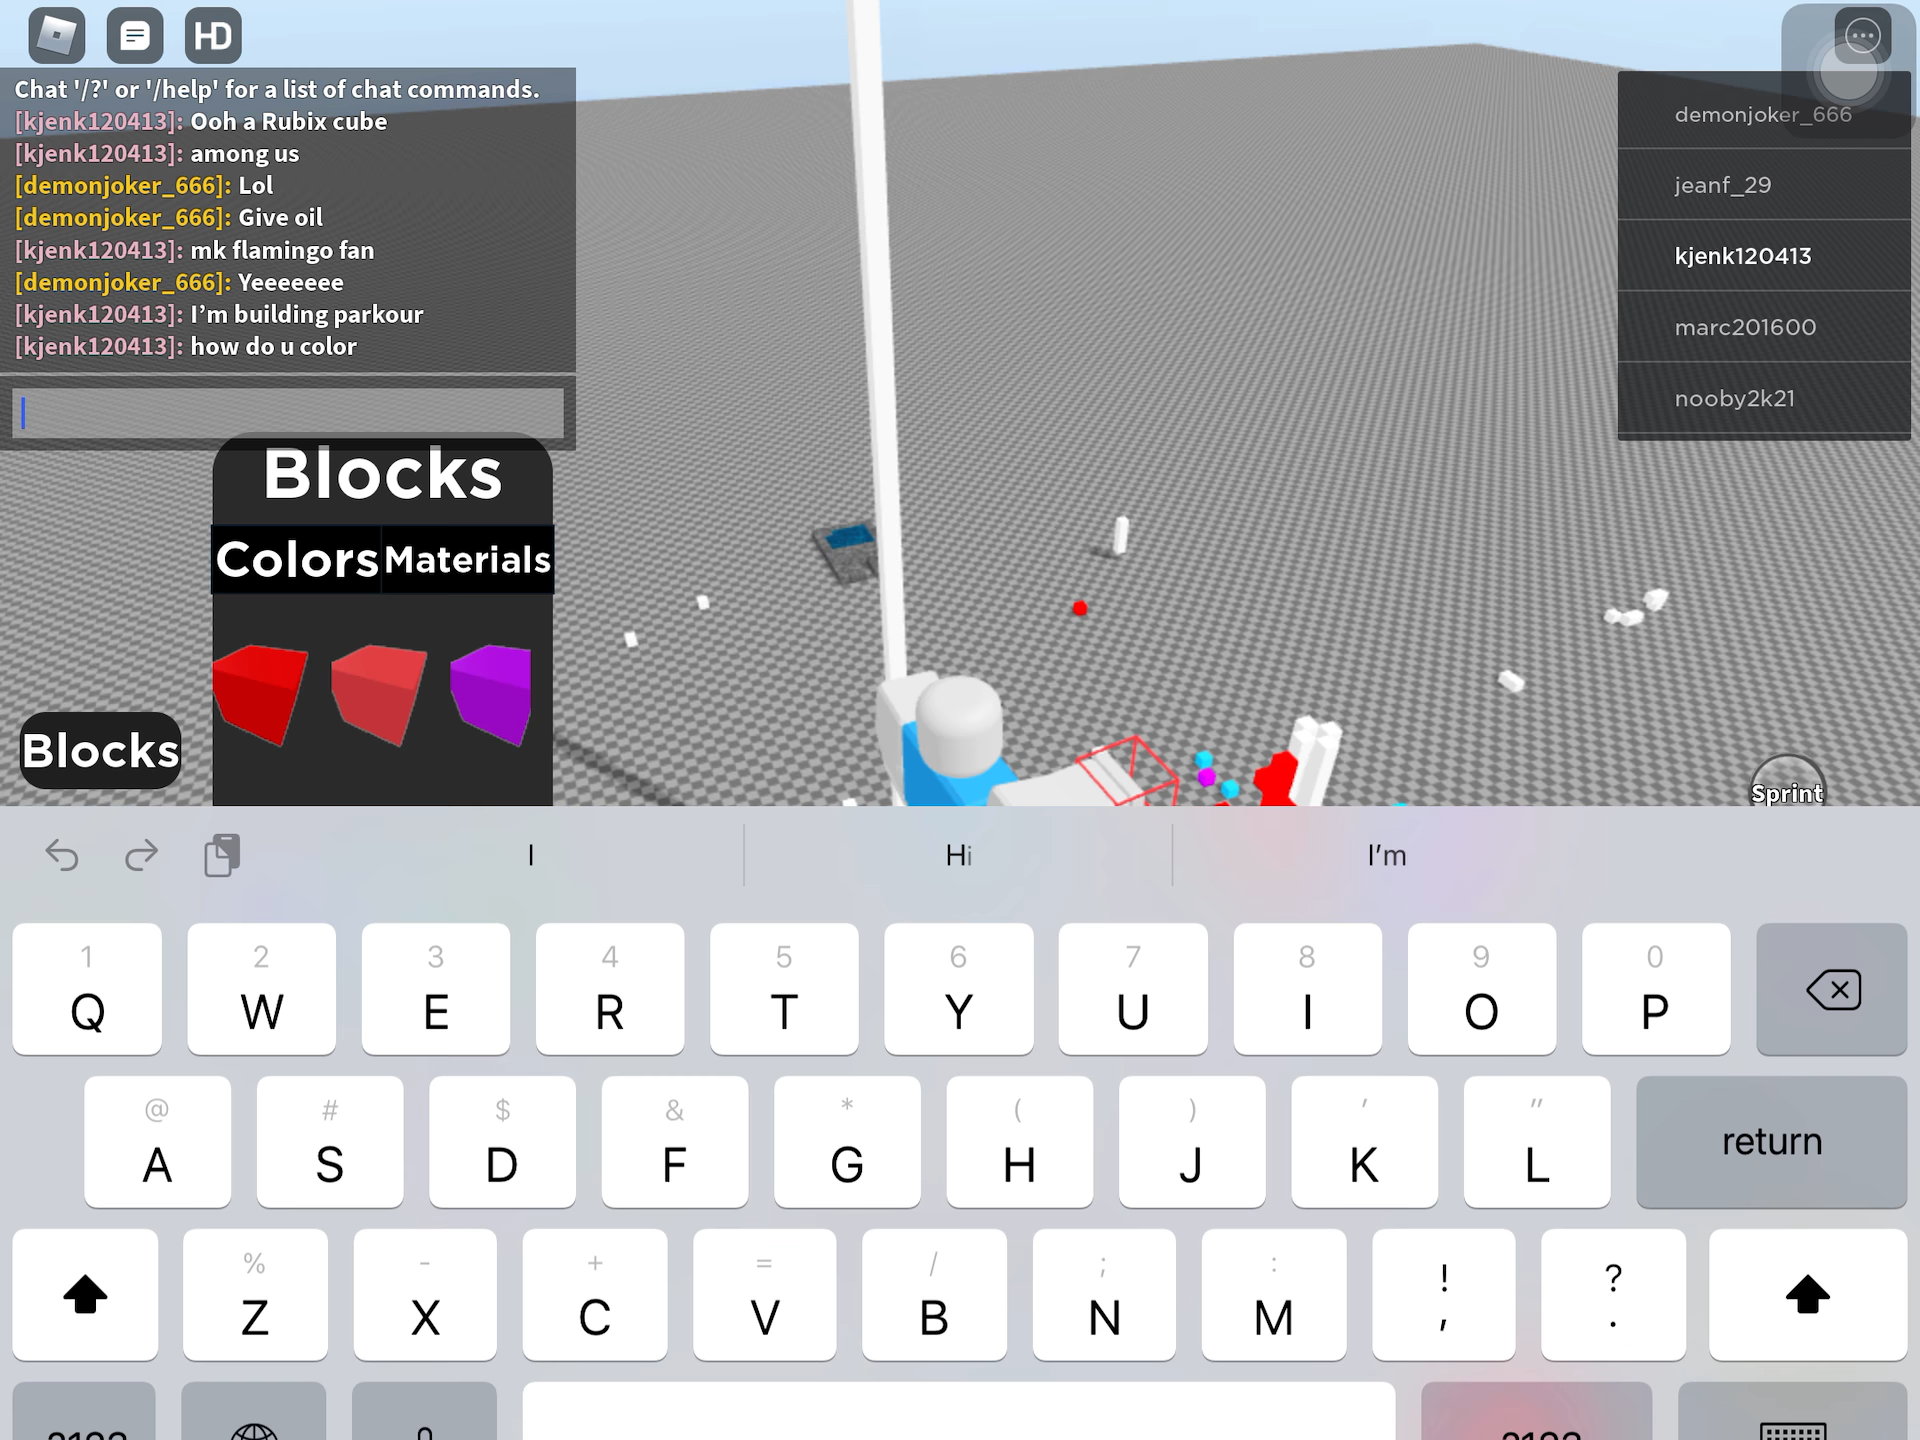 HD
Chat '/?' or '/help' for a list of chat commands.
[kjenk120413]: Ooh a Rubix cube
[kjenk120413]: among us
[demonjoker_666]: Lol
[demonjoker_666]: Give oil
[kjenk120413]: mk flamingo fan
[demonjoker_666]: Yeeeeeee
[kjenk120413]: I’m building parkour
[kjenk120413]: how do u color
demonjoker_666
jeanf_29
kjenk120413
marc201600
nooby2k21
Blocks
Colors Materials
Blocks
Sprint
I Hi I’m
1 2 3 4 5 6 7 8 9 0
Q W E R T Y U I O P
@ # $ & * ( ) ' "
A S D F G H J K L return
% - + = / ; : ! ?
Z X C V B N M , .